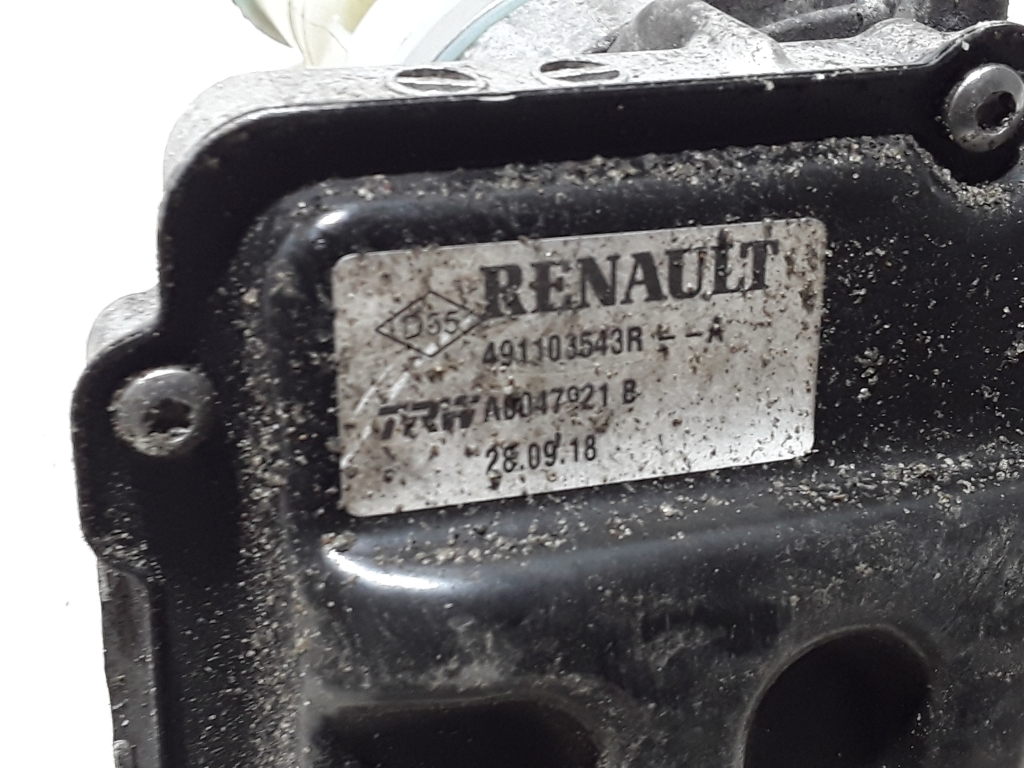 RENAULT
D55
491103543R - --A
TRW A0047921 B
28.09.18